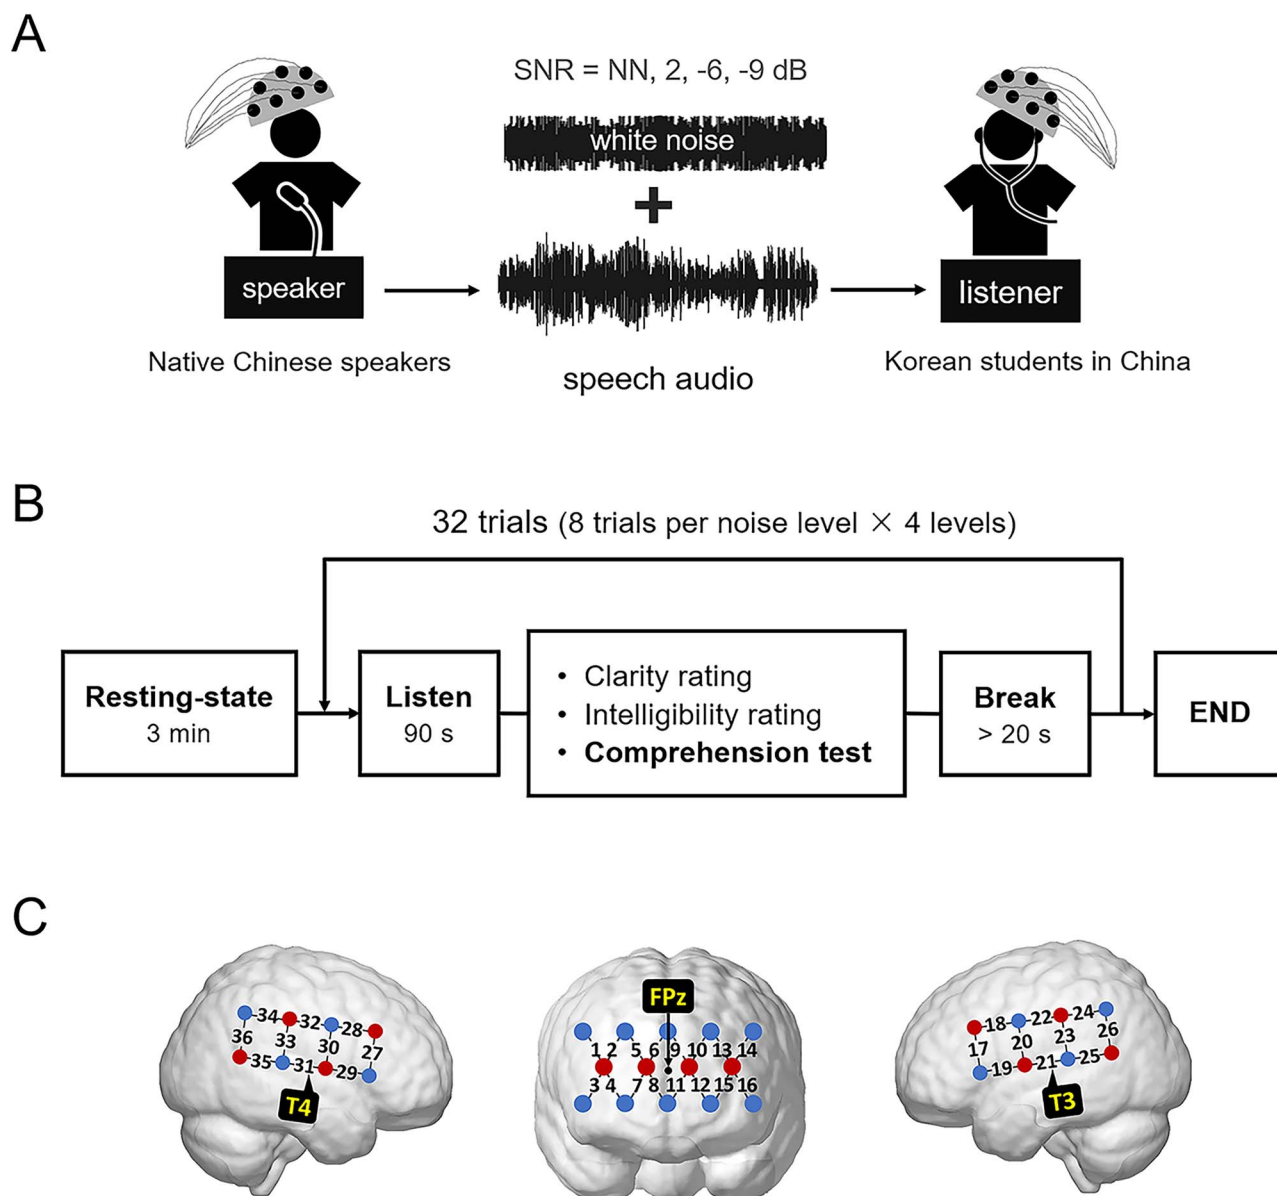 A
SNR = NN, 2, -6, -9 dB
white noise
speaker
listener
Native Chinese speakers
speech audio
Korean students in China
B
32 trials (8 trials per noise level × 4 levels)
Resting-state
3 min
Listen
90 s
• Clarity rating
• Intelligibility rating
• Comprehension test
Break
> 20 s
END
C
34 32 28
36 33 30 27
35 31 29
T4
FPz
1 2 5 6 9 10 13 14
3 4 7 8 11 12 15 16
18 22 24
17 20 23 26
19 21 25
T3